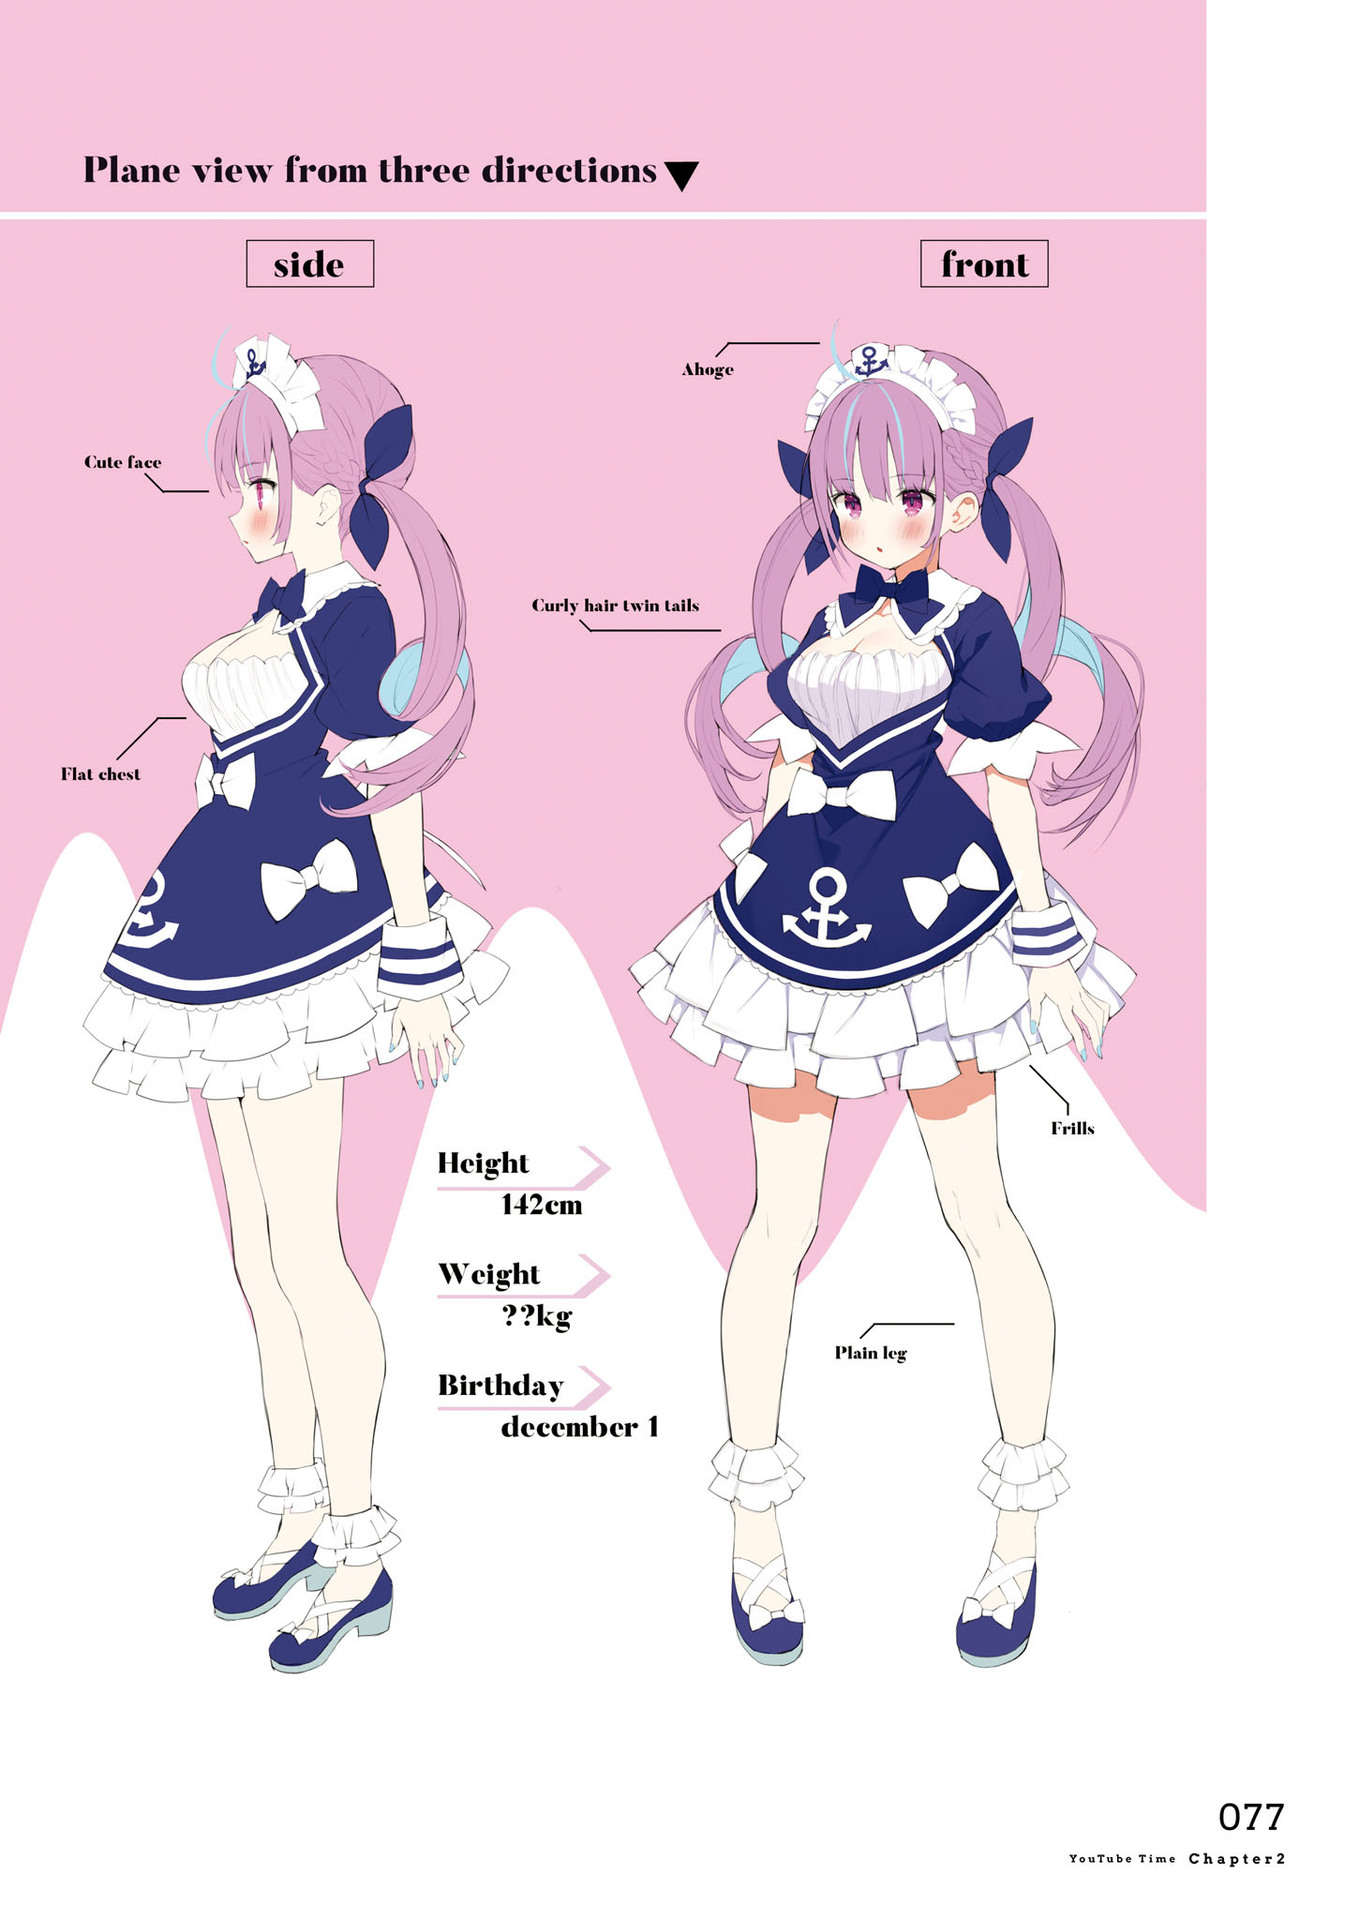 Plane view from three directions▼
side
front
Ahoge
Cute face
Curly hair twin tails
Flat chest
Frills
Height
142cm
Weight
??kg
Birthday
december 1
Plain leg
077
YouTube Time Chapter2